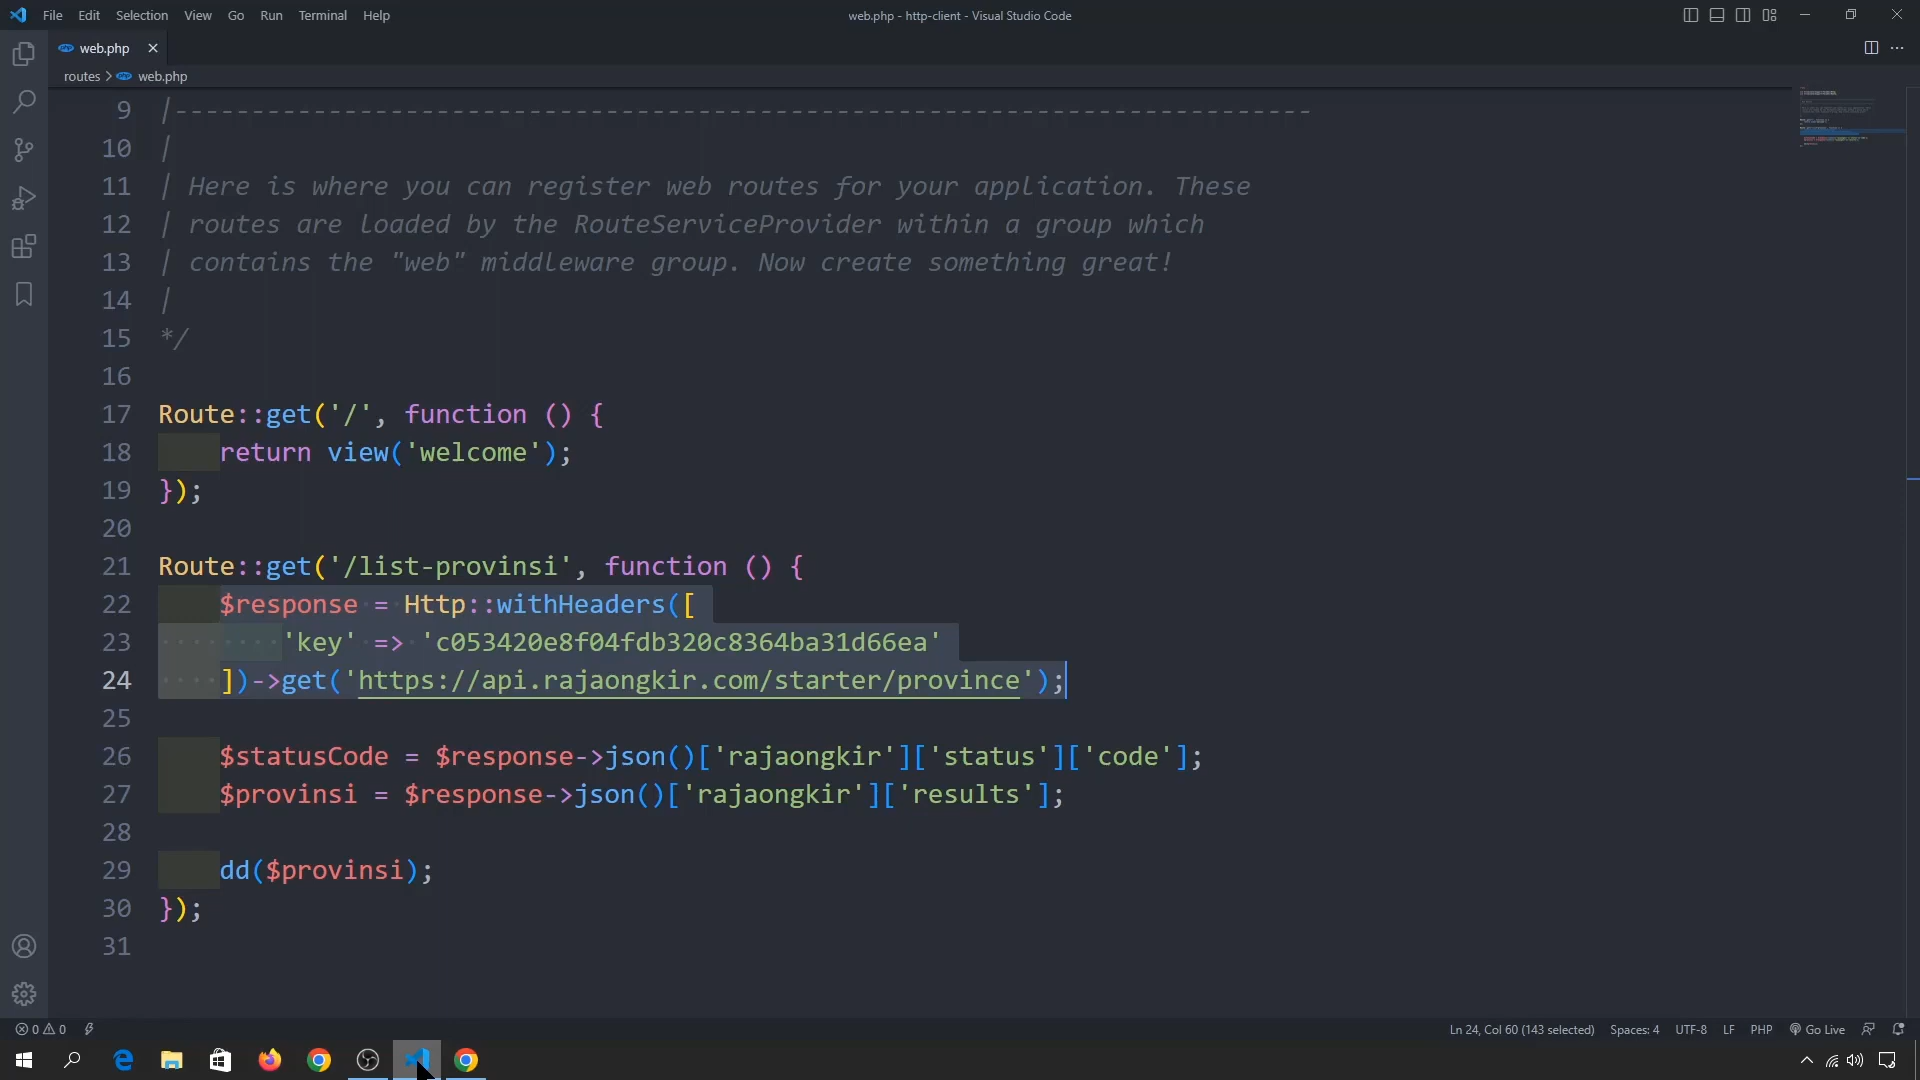 File Edit Selection View Go Run Terminal Help
web.php - http-client - Visual Studio Code
web.php
routes > web.php
9 |--------------------------------------------------------------------------
10 |
11 | Here is where you can register web routes for your application. These
12 | routes are loaded by the RouteServiceProvider within a group which
13 | contains the "web" middleware group. Now create something great!
14 |
15 */
16
17 Route::get('/', function () {
18 return view('welcome');
19 });
20
21 Route::get('/list-provinsi', function () {
22 $response = Http::withHeaders([
23 'key' => 'c053420e8f04fdb320c8364ba31d66ea'
24 ])->get('https://api.rajaongkir.com/starter/province');
25
26 $statusCode = $response->json()['rajaongkir']['status']['code'];
27 $provinsi = $response->json()['rajaongkir']['results'];
28
29 dd($provinsi);
30 });
31
0 0
Ln 24, Col 60 (143 selected) Spaces: 4 UTF-8 LF PHP Go Live